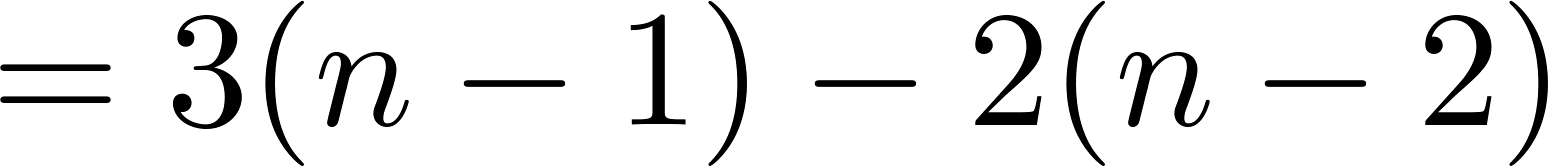 = 3(n − 1) − 2(n − 2)